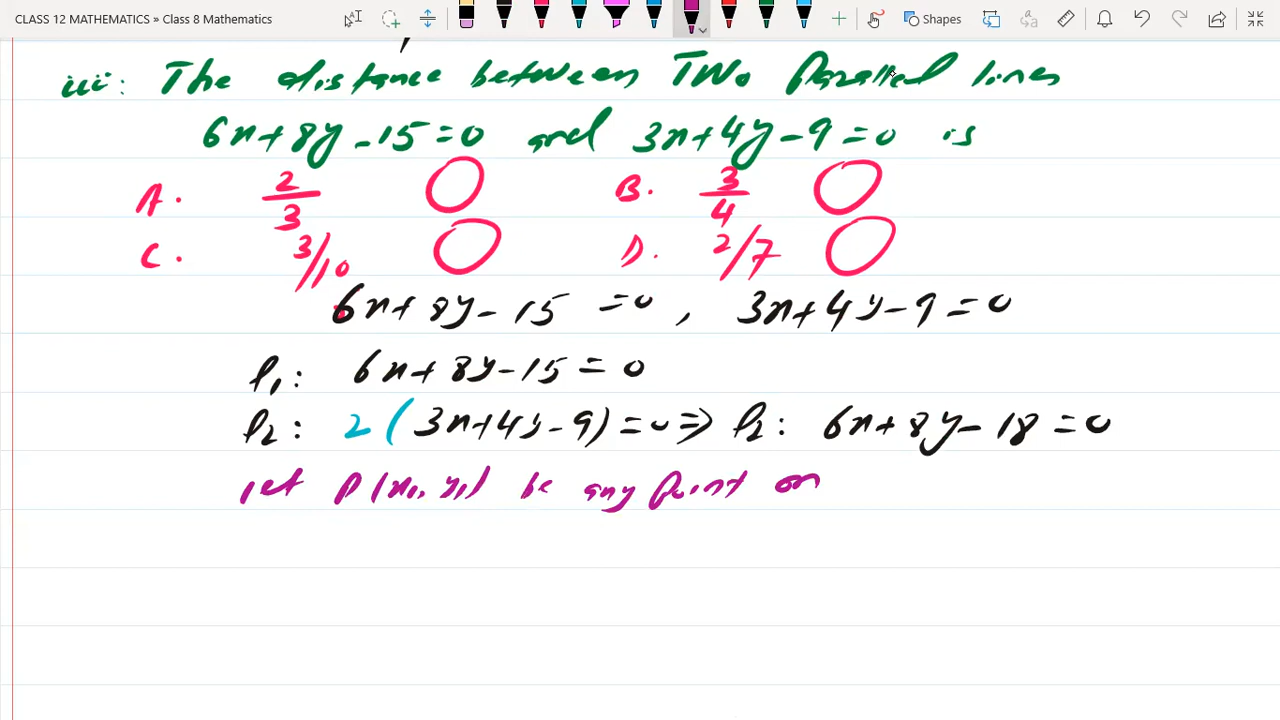 CLASS 12 MATHEMATICS » Class 8 Mathematics Shapes
iii: The distance between Two Parallel lines
6x+8y-15=0 and 3x+4y-9=0 is
A. 2/3 B. 3/4
C. 3/10 D. 2/7
6x+8y-15=0, 3x+4y-9=0
l₁: 6x+8y-15=0
l₂: 2(3x+4y-9)=0⇒ l₂: 6x+8y-18=0
let P(x₁, y₁) be any Point on